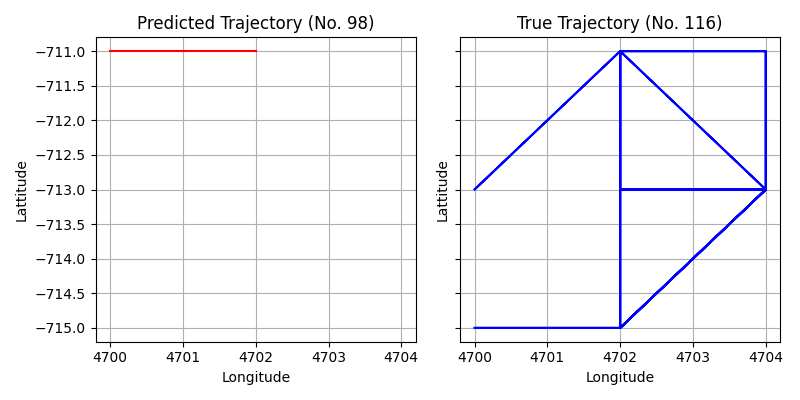 Predicted Trajectory (No. 98)
True Trajectory (No. 116)
−711.0
−711.5
−712.0
−712.5
−713.0
−713.5
−714.0
−714.5
−715.0
Lattitude
Lattitude
4700 4701 4702 4703 4704
4700 4701 4702 4703 4704
Longitude
Longitude